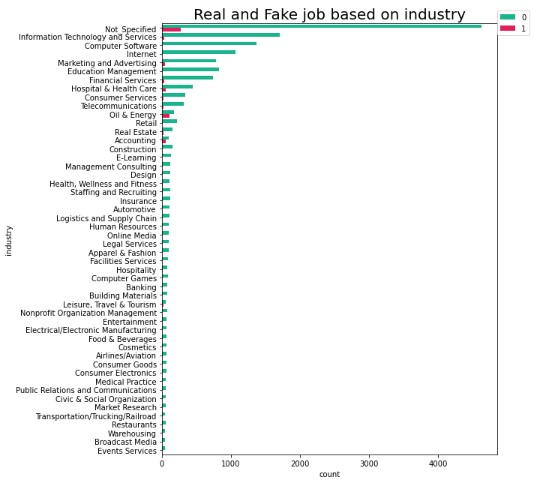 Real and Fake job based on industry
0
1
Not_Specified
Information Technology and Services
Computer Software
Internet
Marketing and Advertising
Education Management
Financial Services
Hospital & Health Care
Consumer Services
Telecommunications
Oil & Energy
Retail
Real Estate
Accounting
Construction
E-Learning
Management Consulting
Design
Health, Wellness and Fitness
Staffing and Recruiting
Insurance
Automotive
Logistics and Supply Chain
Human Resources
Online Media
Legal Services
Apparel & Fashion
Facilities Services
Hospitality
Computer Games
Banking
Building Materials
Leisure, Travel & Tourism
Nonprofit Organization Management
Entertainment
Electrical/Electronic Manufacturing
Food & Beverages
Cosmetics
Airlines/Aviation
Consumer Goods
Consumer Electronics
Medical Practice
Public Relations and Communications
Civic & Social Organization
Market Research
Transportation/Trucking/Railroad
Restaurants
Warehousing
Broadcast Media
Events Services
industry
0 1000 2000 3000 4000
count